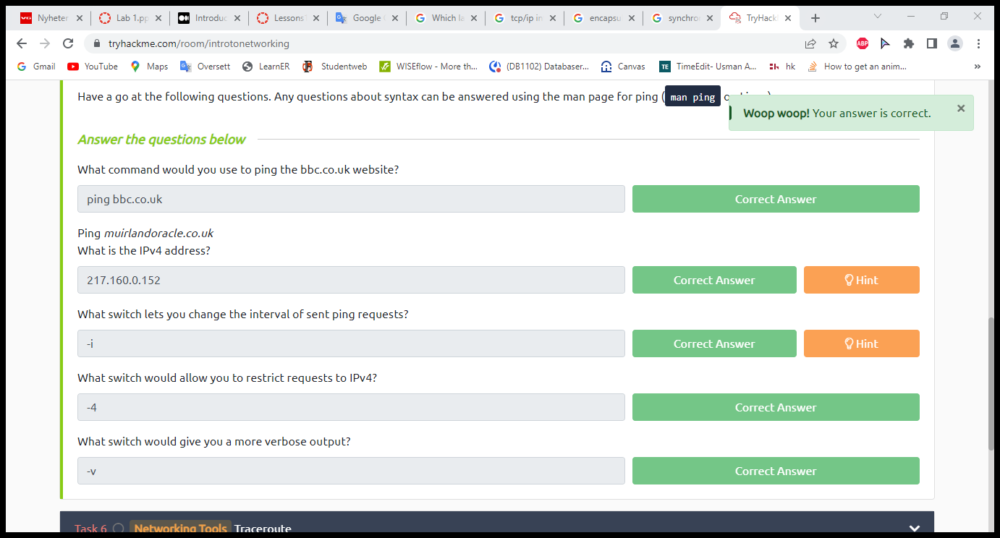 Nyheter
Lab 1.pp
Introduc
Lessons
Google
Which la
tcp/ip in
encapsu
synchro
TryHack
tryhackme.com/room/introtonetworking
ABP
Gmail
YouTube
Maps
Oversett
LearnER
Studentweb
WISEflow - More th...
(DB1102) Databaser...
Canvas
TE
TimeEdit- Usman A...
hk
How to get an anim...
»
Have a go at the following questions. Any questions about syntax can be answered using the man page for ping (man ping
Woop woop! Your answer is correct.
Answer the questions below
What command would you use to ping the bbc.co.uk website?
ping bbc.co.uk
Correct Answer
Ping muirlandoracle.co.uk
What is the IPv4 address?
217.160.0.152
Correct Answer
Hint
What switch lets you change the interval of sent ping requests?
-i
Correct Answer
Hint
What switch would allow you to restrict requests to IPv4?
-4
Correct Answer
What switch would give you a more verbose output?
-v
Correct Answer
Task 6 Networking Tools Traceroute